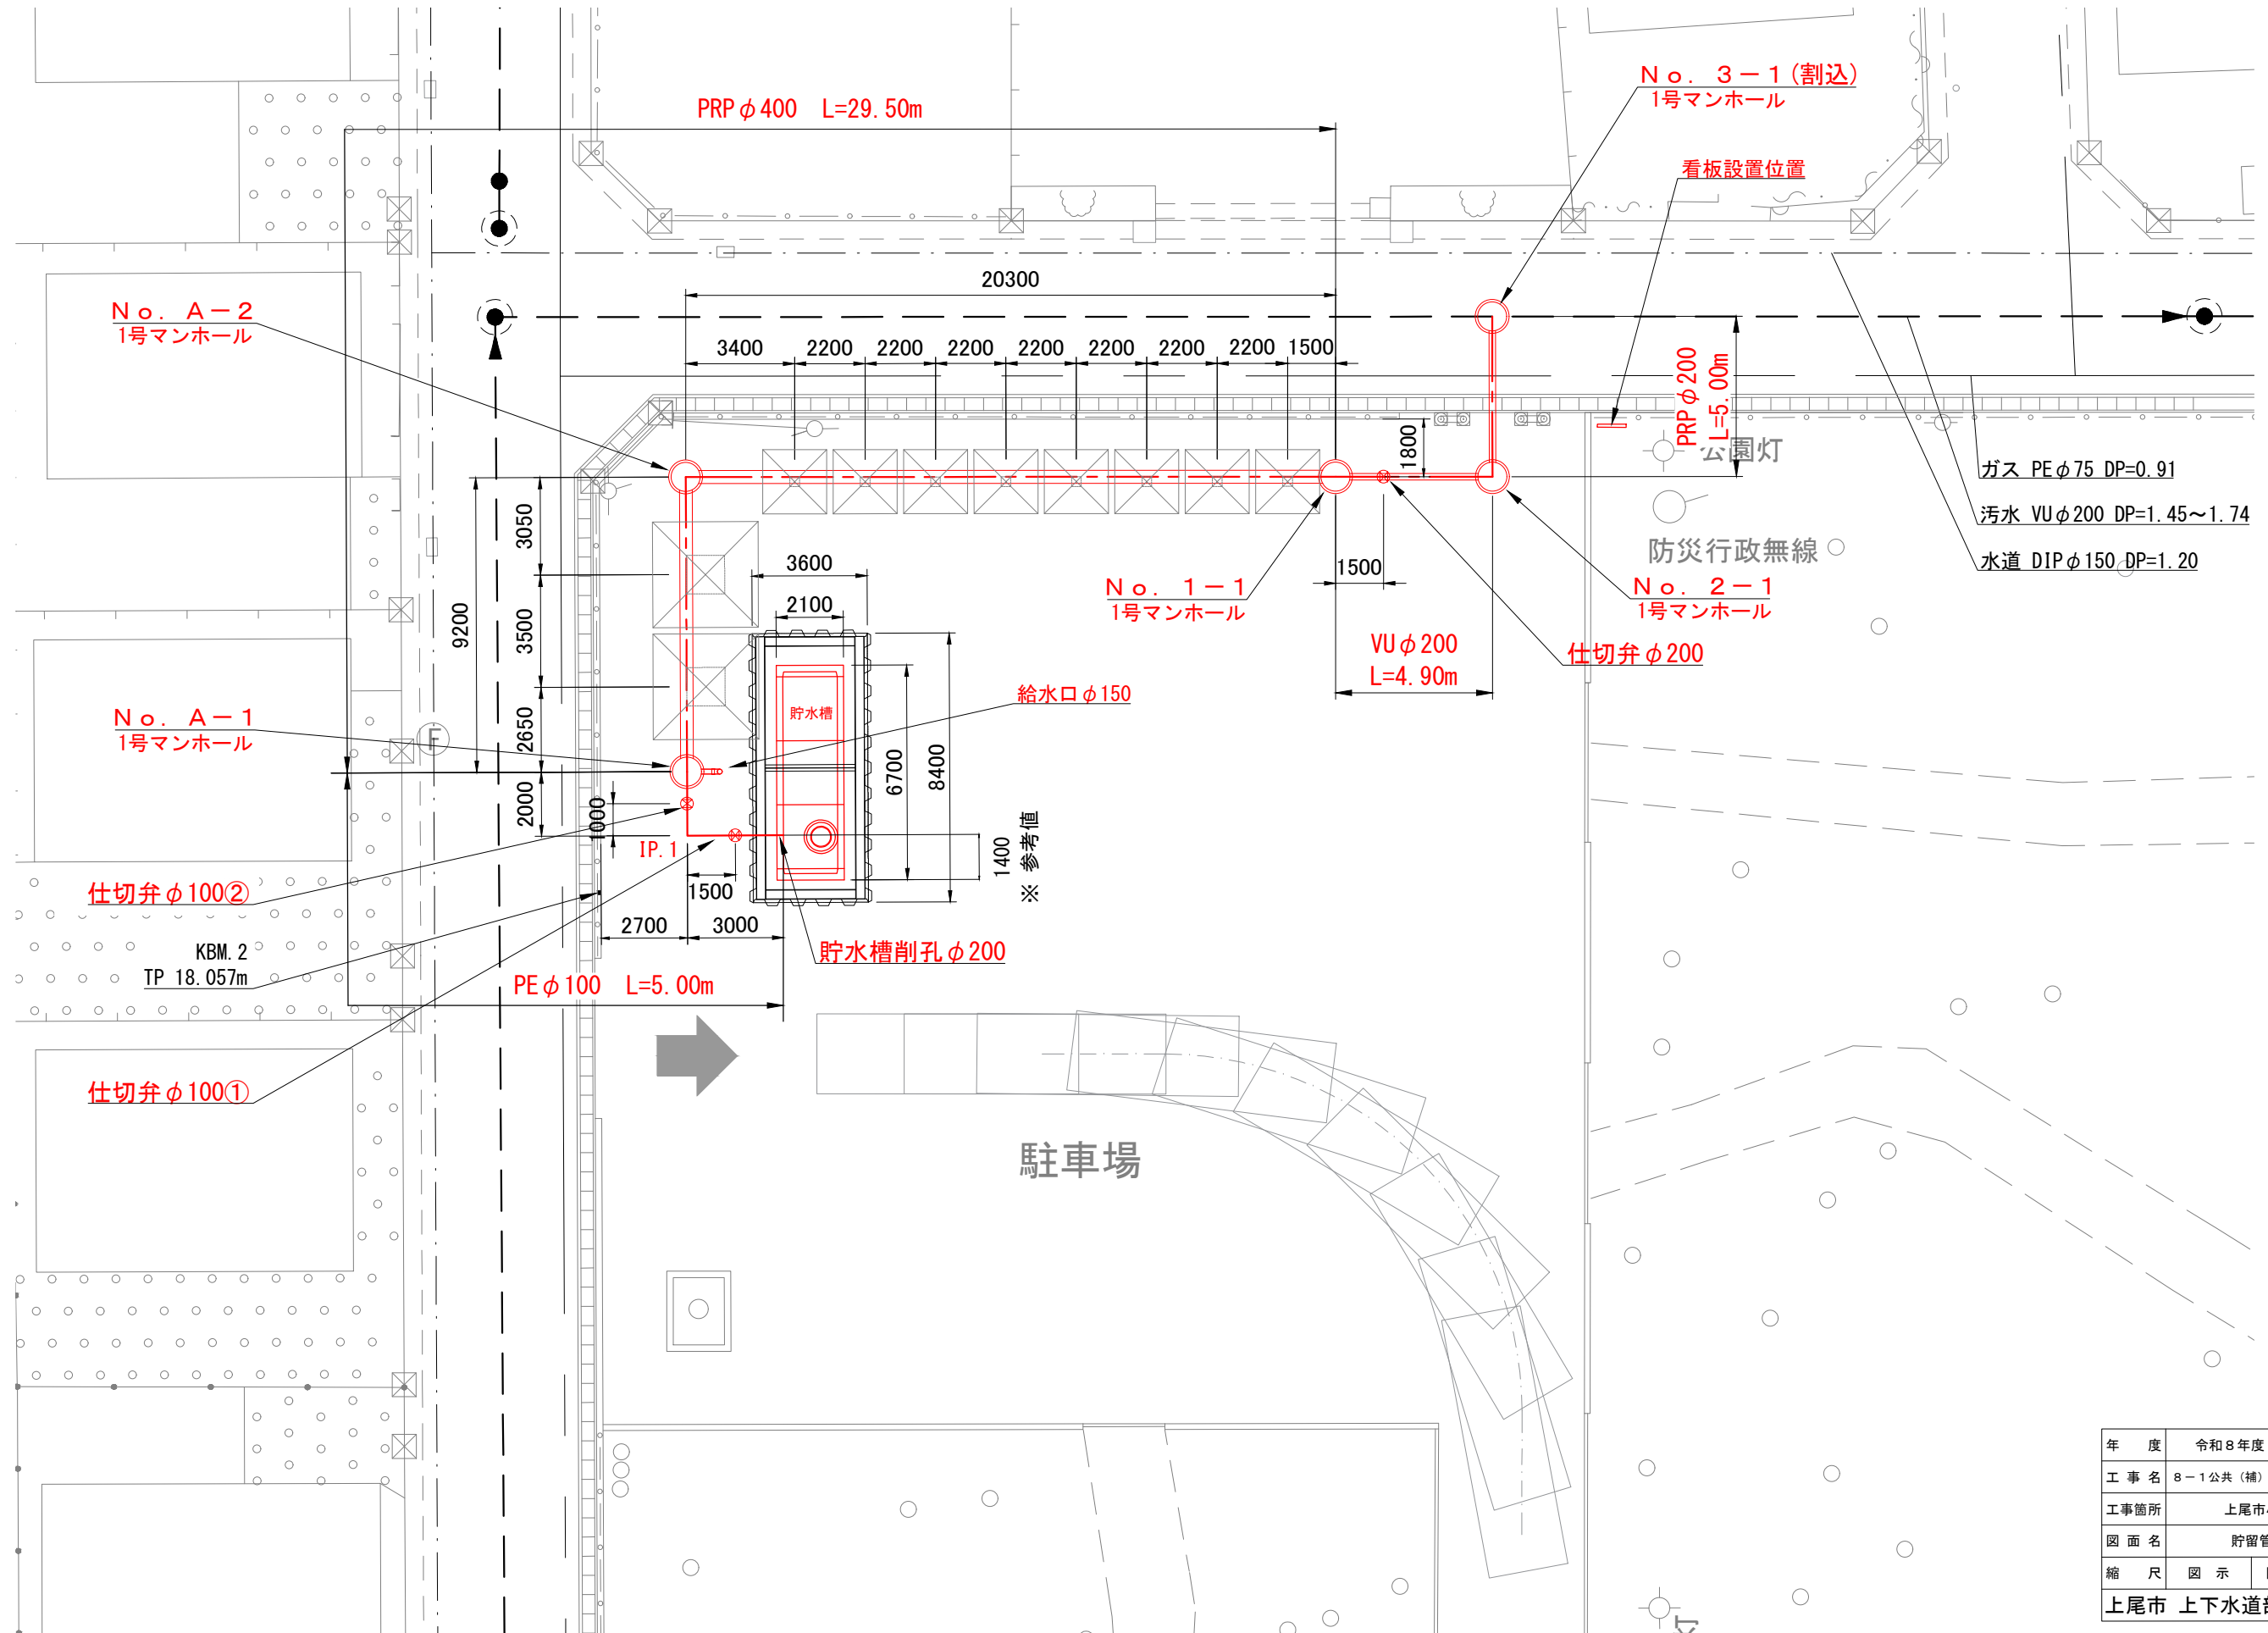 PRPφ400　L=29.50m
Ｎｏ．３－１(割込)
1号マンホール
看板設置位置
20300
Ｎｏ．Ａ－２
1号マンホール
3400 2200 2200 2200 2200 2200 2200 2200 1500
PRPφ200
L=5.00m
1800
公園灯
ガス PEφ75 DP=0.91
汚水 VUφ200 DP=1.45～1.74
水道 DIPφ150 DP=1.20
防災行政無線
3050
3500
9200
2650
2000
1000
3600
2100
Ｎｏ．１－１
1号マンホール
1500
Ｎｏ．２－１
1号マンホール
VUφ200
L=4.90m
仕切弁φ200
給水口φ150
貯水槽
6700
8400
Ｎｏ．Ａ－１
1号マンホール
F
IP.1
1400
※ 参考値
仕切弁φ100②
1500
2700 3000
KBM.2
TP 18.057m
貯水槽削孔φ200
PEφ100　L=5.00m
仕切弁φ100①
駐車場
年　度 令和８年度
工 事 名 ８－１公共（補）
工事箇所 上尾市
図 面 名 貯留管
縮　尺 図　示
上尾市 上下水道部